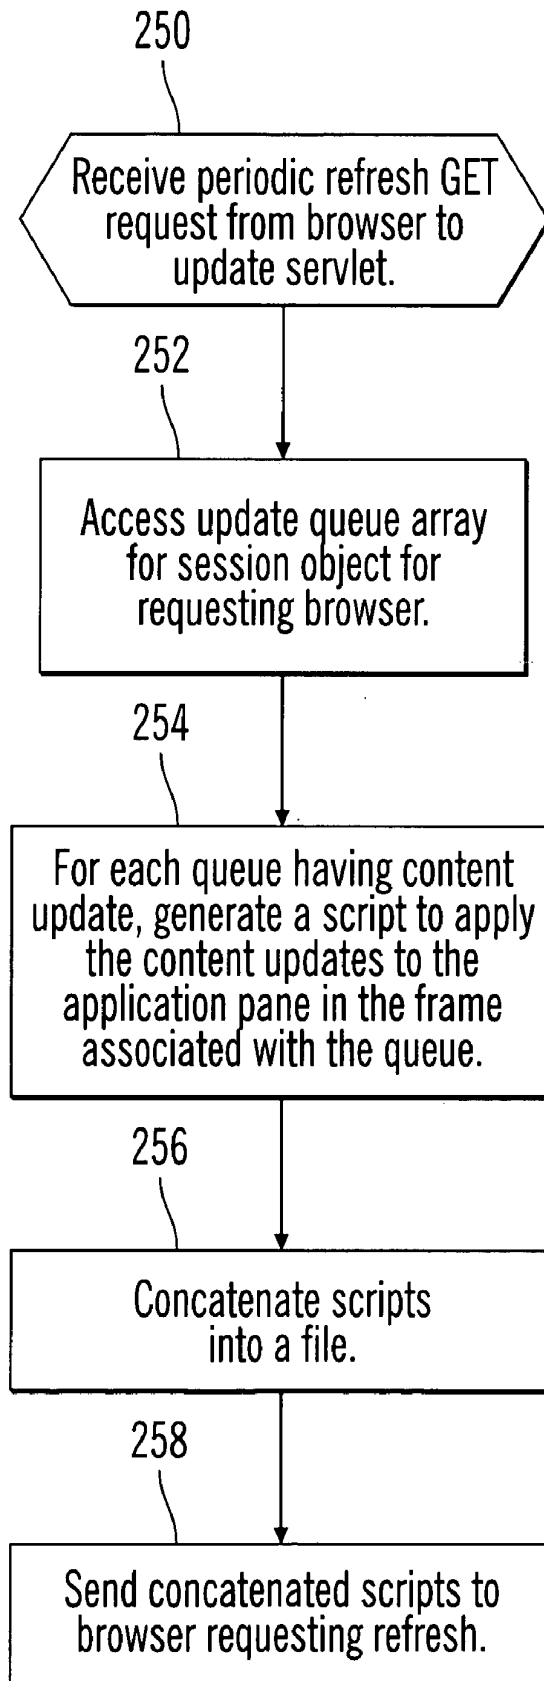 250
Receive periodic refresh GET
request from browser to
update servlet.
252
Access update queue array
for session object for
requesting browser.
254
For each queue having content
update, generate a script to apply
the content updates to the
application pane in the frame
associated with the queue.
256
Concatenate scripts
into a file.
258
Send concatenated scripts to
browser requesting refresh.